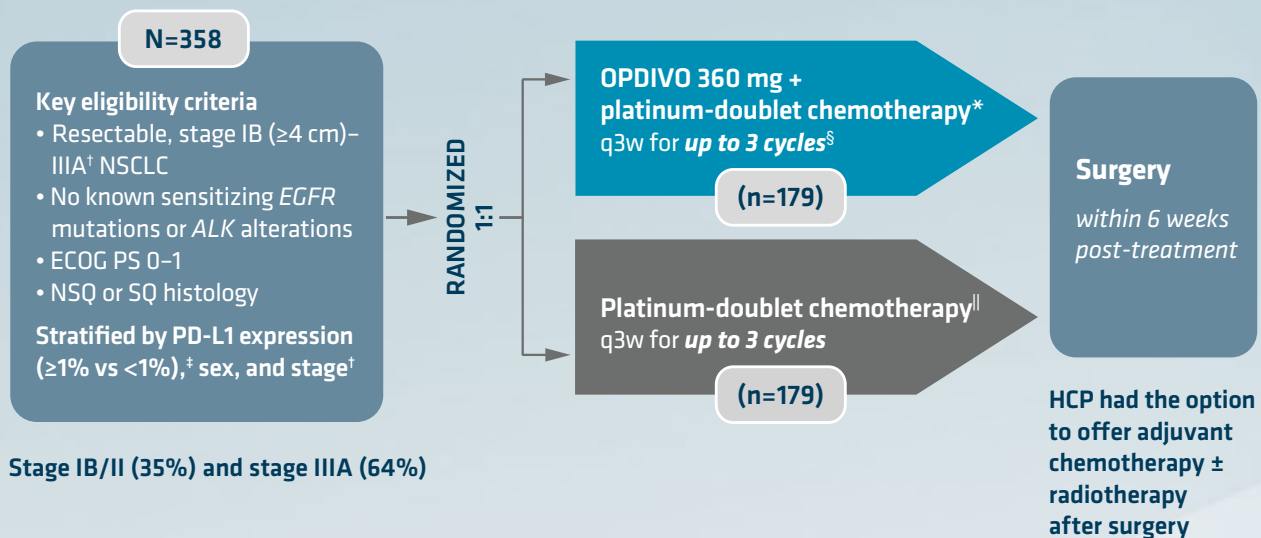 N=358
Key eligibility criteria
• Resectable, stage IB (≥4 cm)–
IIIA† NSCLC
• No known sensitizing EGFR
mutations or ALK alterations
• ECOG PS 0–1
• NSQ or SQ histology
Stratified by PD-L1 expression
(≥1% vs <1%),‡ sex, and stage†
Stage IB/II (35%) and stage IIIA (64%)
RANDOMIZED
1:1
OPDIVO 360 mg +
platinum-doublet chemotherapy*
q3w for up to 3 cycles§
(n=179)
Platinum-doublet chemotherapy||
q3w for up to 3 cycles
(n=179)
Surgery
within 6 weeks
post-treatment
HCP had the option
to offer adjuvant
chemotherapy ±
radiotherapy
after surgery